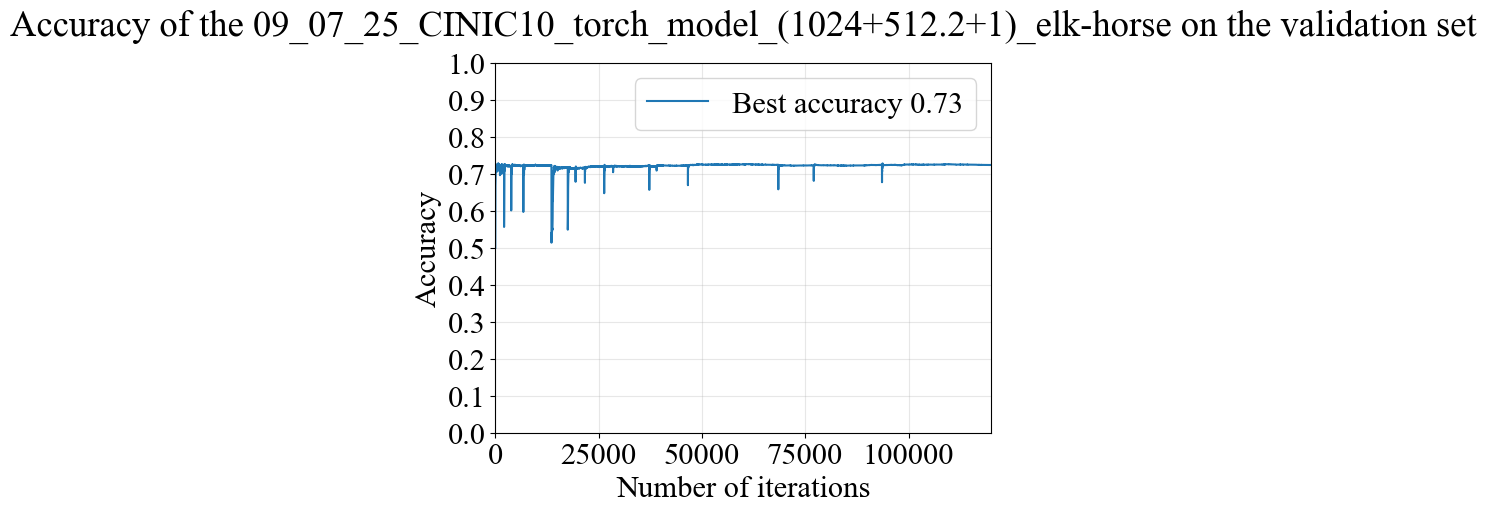 Accuracy of the 09_07_25_CINIC10_torch_model_(1024+512.2+1)_elk-horse on the validation set
Best accuracy 0.73
Accuracy
1.0
0.9
0.8
0.7
0.6
0.5
0.4
0.3
0.2
0.1
0.0
0 25000 50000 75000 100000
Number of iterations